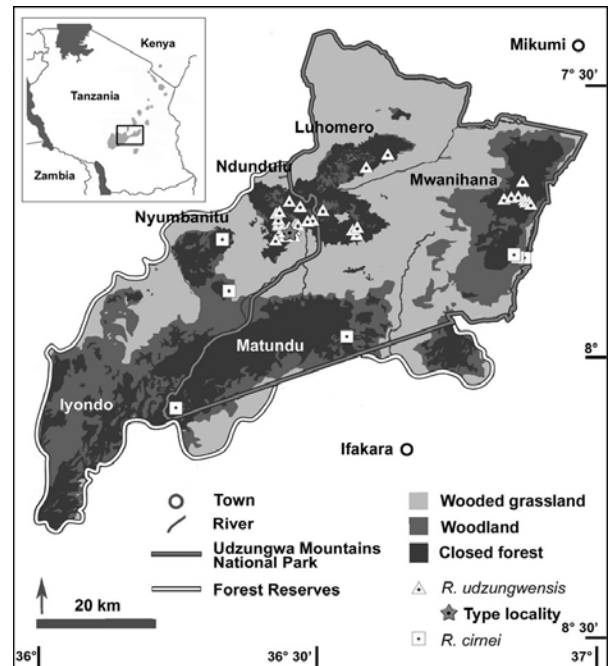 Kenya
Tanzania
Zambia
Mikumi
7° 30'
Luhomero
Ndundulu
Mwanihana
Nyumbanitu
Matundu
8°
Iyondo
Ifakara
Town
River
Udzungwa Mountains
National Park
Forest Reserves
Wooded grassland
Woodland
Closed forest
R. udzungwensis
Type locality
R. cirnei
20 km
8° 30'
36°
36° 30'
37°